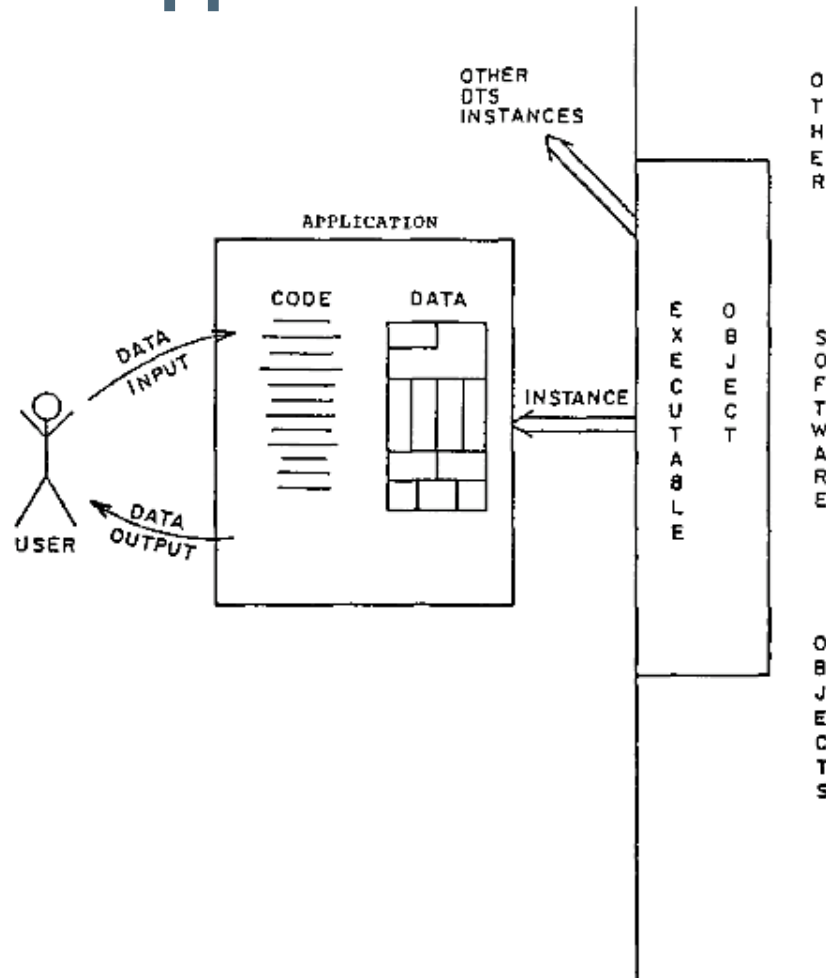 OTHER
DTS
INSTANCES
APPLICATION
CODE
DATA
DATA
INPUT
USER
DATA
OUTPUT
INSTANCE
EXECUTABLE
OBJECT
OTHER
SOFTWARE
OBJECTS